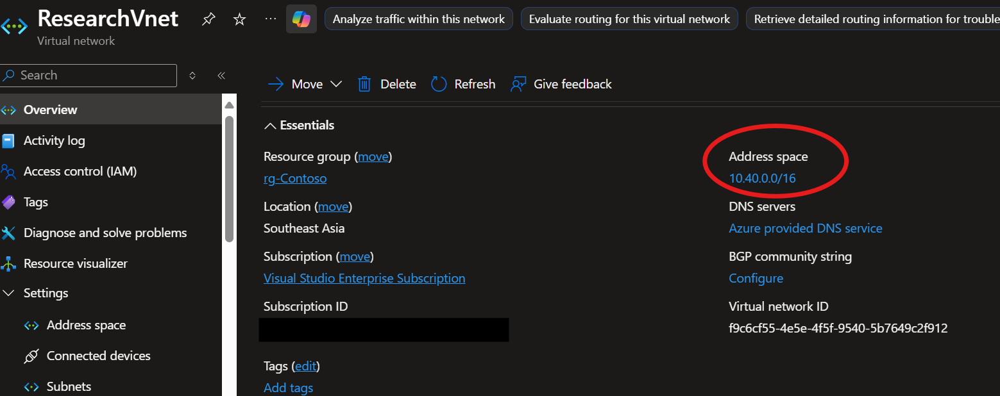 ResearchVnet
Virtual network
Analyze traffic within this network
Evaluate routing for this virtual network
Retrieve detailed routing information for trouble
Search
Overview
Activity log
Access control (IAM)
Tags
Diagnose and solve problems
Resource visualizer
Settings
Address space
Connected devices
Subnets
Move
Delete
Refresh
Give feedback
Essentials
Resource group (move)
rg-Contoso
Location (move)
Southeast Asia
Subscription (move)
Visual Studio Enterprise Subscription
Subscription ID
Tags (edit)
Add tags
Address space
10.40.0.0/16
DNS servers
Azure provided DNS service
BGP community string
Configure
Virtual network ID
f9c6cf55-4e5e-4f5f-9540-5b7649c2f912